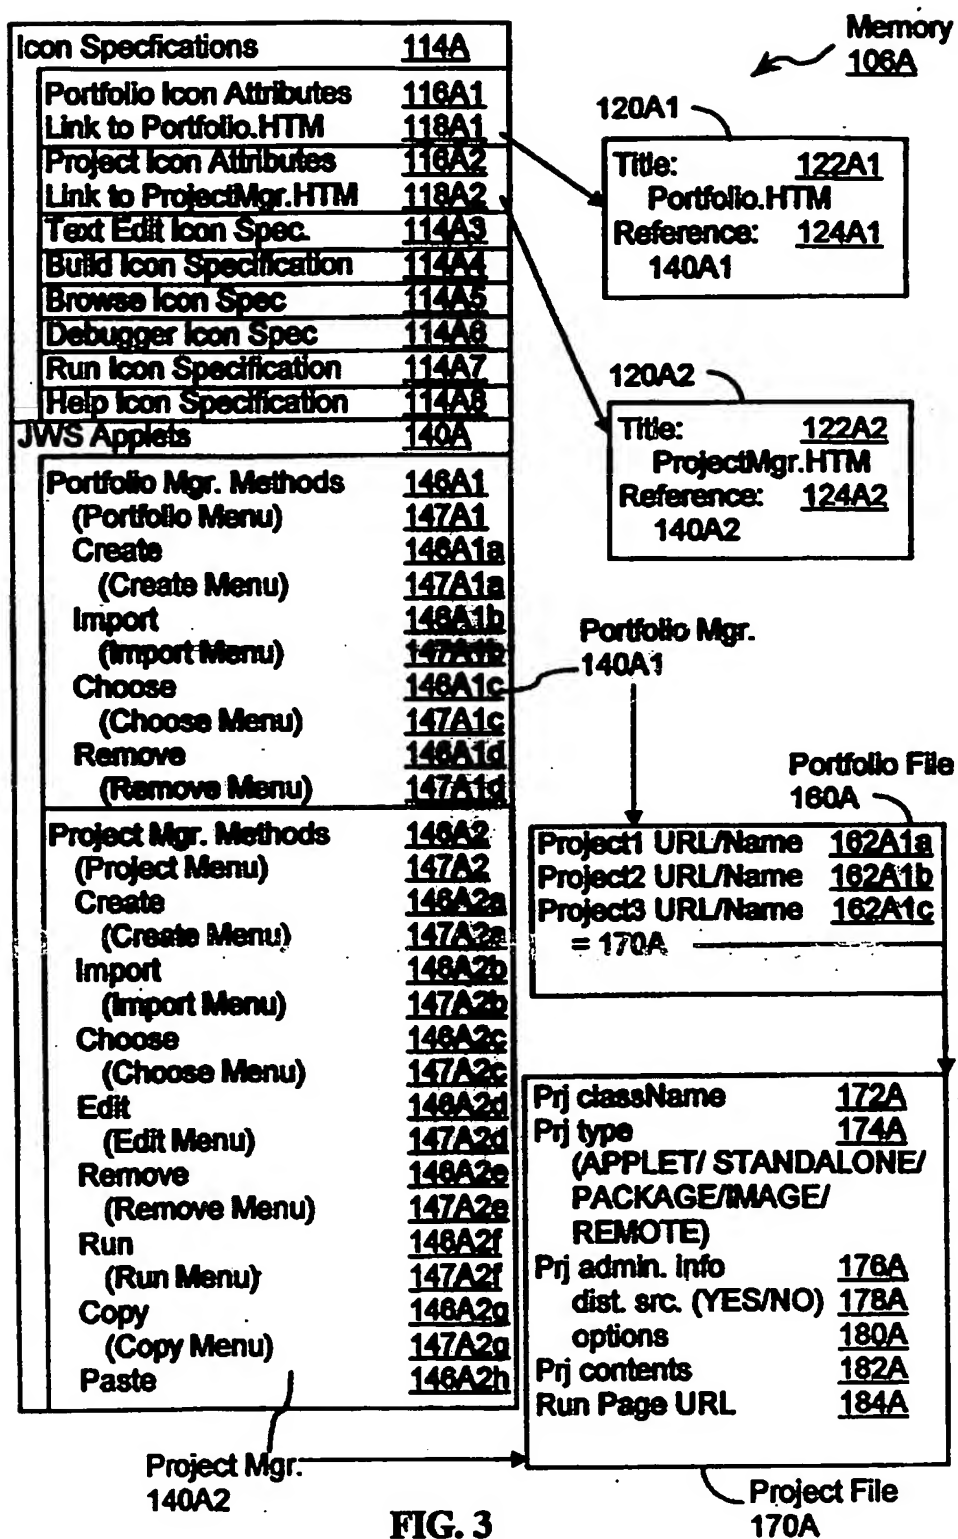 Memory
106A
Icon Specfications 114A
Portfolio Icon Attributes 116A1
Link to Portfolio.HTM 118A1
Project Icon Attributes 116A2
Link to ProjectMgr.HTM 118A2
Text Edit Icon Spec. 114A3
Build Icon Specification 114A4
Browse Icon Spec 114A5
Debugger Icon Spec 114A6
Run Icon Specification 114A7
Help Icon Specification 114A8
JWS Applets 140A
Portfolio Mgr. Methods 146A1
(Portfolio Menu) 147A1
Create 146A1a
(Create Menu) 147A1a
Import 146A1b
(Import Menu) 147A1b
Choose 146A1c
(Choose Menu) 147A1c
Remove 146A1d
(Remove Menu) 147A1d
Project Mgr. Methods 146A2
(Project Menu) 147A2
Create 146A2a
(Create Menu) 147A2a
Import 146A2b
(Import Menu) 147A2b
Choose 146A2c
(Choose Menu) 147A2c
Edit 146A2d
(Edit Menu) 147A2d
Remove 146A2e
(Remove Menu) 147A2e
Run 146A2f
(Run Menu) 147A2f
Copy 146A2g
(Copy Menu) 147A2g
Paste 146A2h
120A1
Title: 122A1
Portfolio.HTM
Reference: 124A1
140A1
120A2
Title: 122A2
ProjectMgr.HTM
Reference: 124A2
140A2
Portfolio Mgr.
140A1
Portfolio File
160A
Project1 URL/Name 162A1a
Project2 URL/Name 162A1b
Project3 URL/Name 162A1c
= 170A
Prj className 172A
Prj type 174A
(APPLET/ STANDALONE/
PACKAGE/IMAGE/
REMOTE)
Prj admin. info 176A
dist. src. (YES/NO) 178A
options 180A
Prj contents 182A
Run Page URL 184A
Project Mgr.
140A2
Project File
170A
FIG. 3